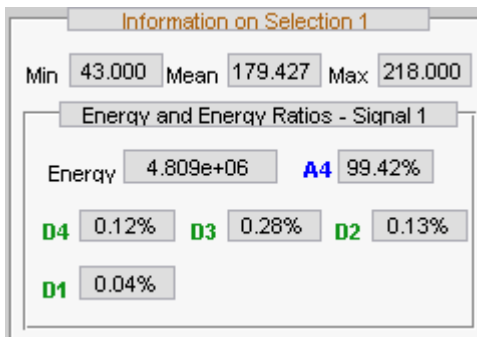 Information on Selection 1
Min 43.000 Mean 179.427 Max 218.000
Energy and Energy Ratios - Signal 1
Energy 4.809e+06 A4 99.42%
D4 0.12% D3 0.28% D2 0.13%
D1 0.04%